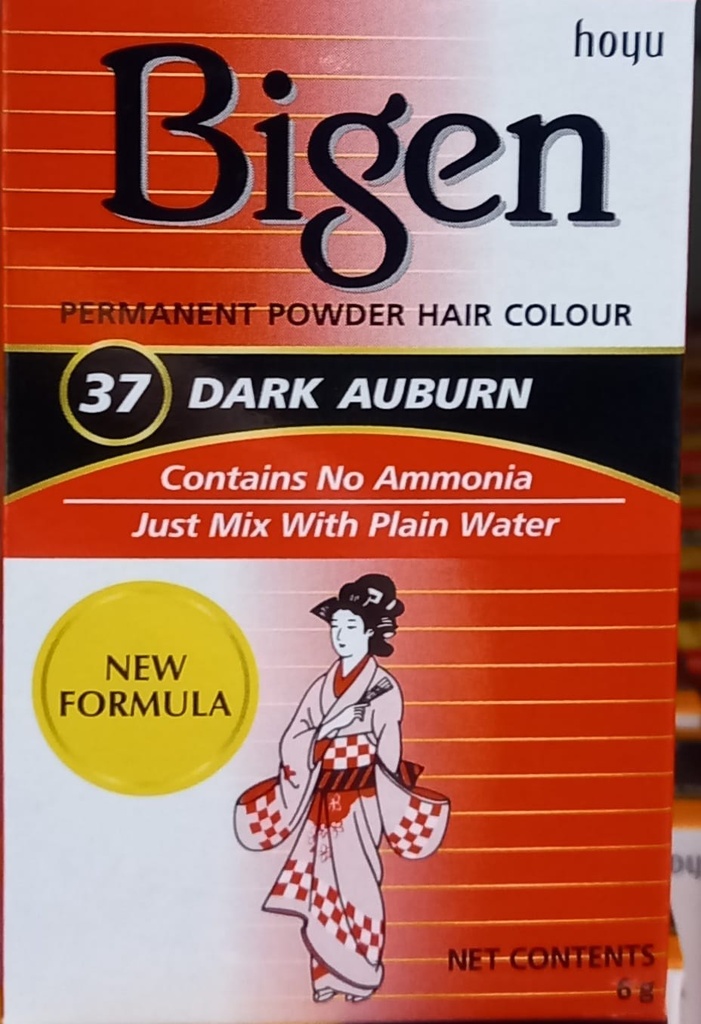 hoyu
Bigen
PERMANENT POWDER HAIR COLOUR
37 DARK AUBURN
Contains No Ammonia
Just Mix With Plain Water
NEW
FORMULA
NET CONTENTS
6 g